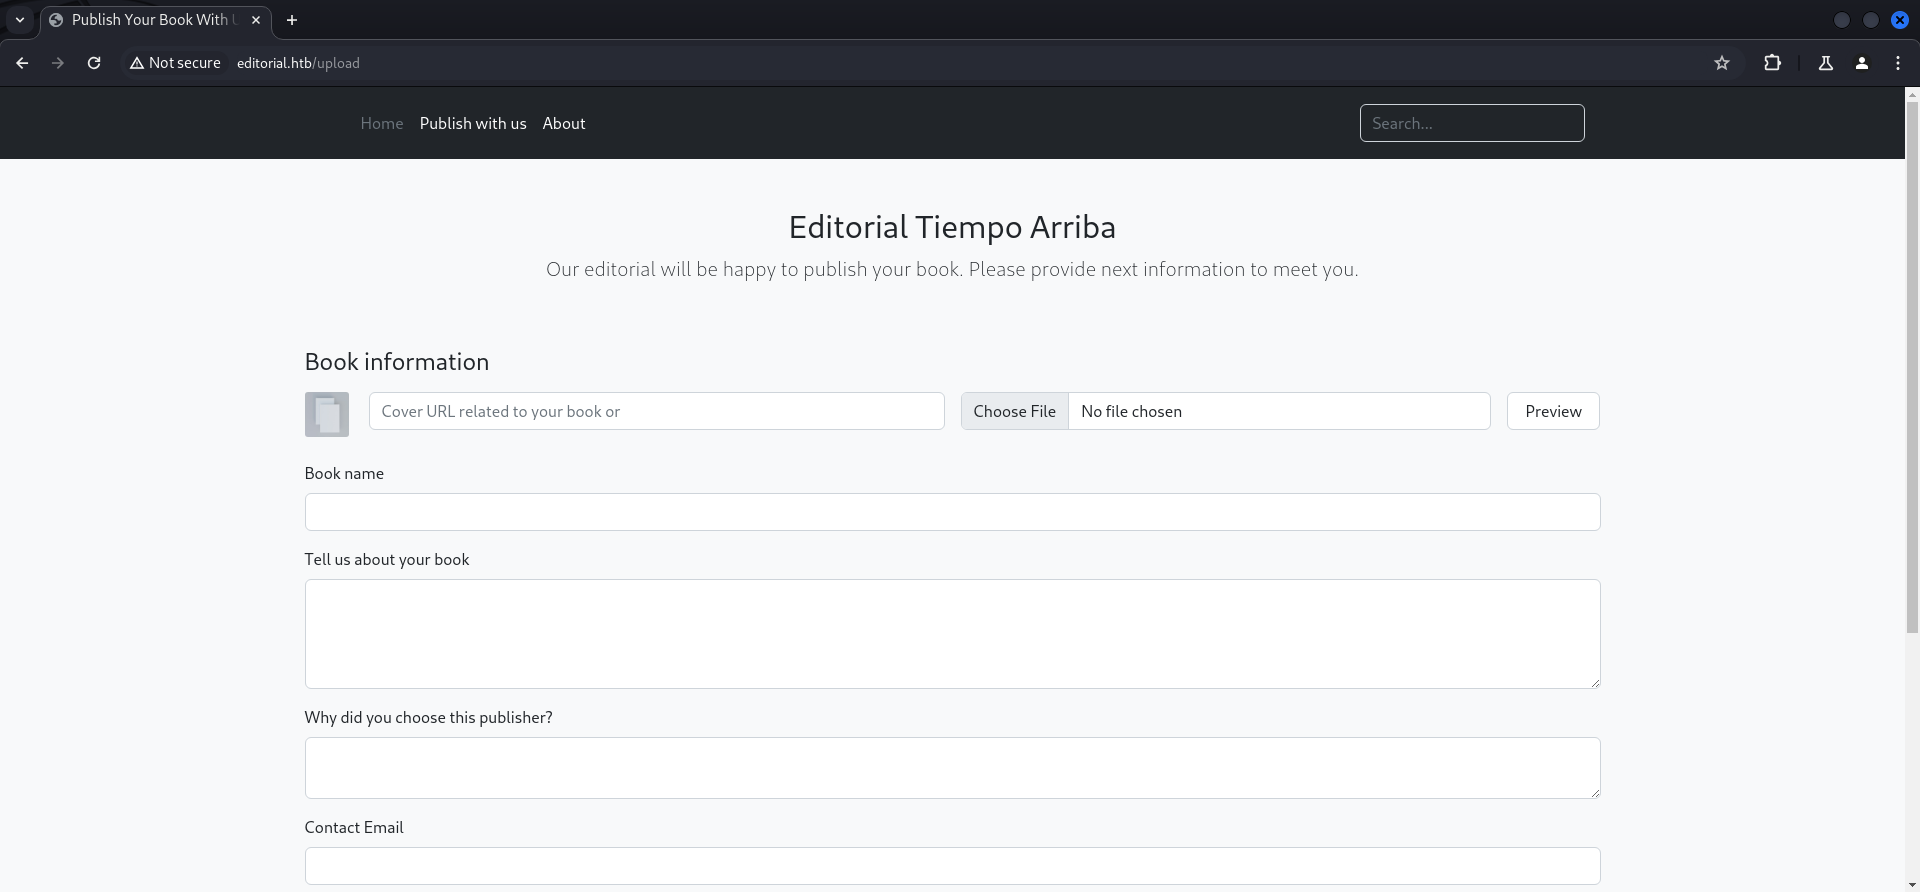 Publish Your Book With
Not secure editorial.htb/upload
Home Publish with us About Search...
Editorial Tiempo Arriba
Our editorial will be happy to publish your book. Please provide next information to meet you.
Book information
Cover URL related to your book or Choose File No file chosen Preview
Book name
Tell us about your book
Why did you choose this publisher?
Contact Email